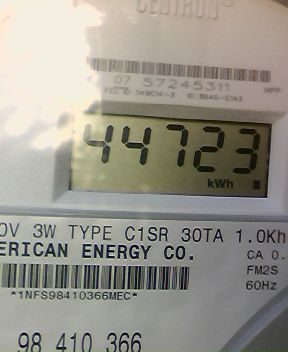 CENTRON®
07 57245311
44723
kWh
0V 3W TYPE C1SR 30TA 1.0Kh
ERICAN ENERGY CO.
CA 0.
FM2S
*1NFS98410366MEC*
60Hz
98 410 366